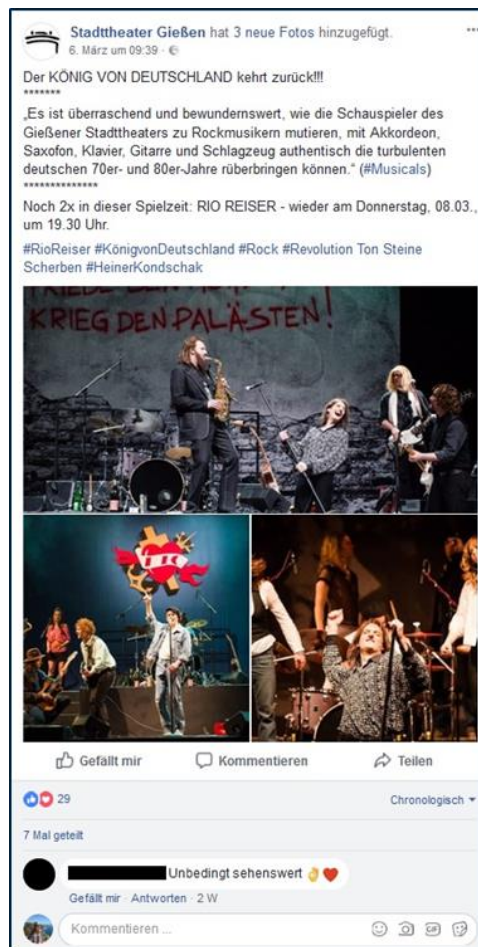 Stadttheater Gießen hat 3 neue Fotos hinzugefügt.
6. März um 09:39 ·
Der KÖNIG VON DEUTSCHLAND kehrt zurück!!!
*******
„Es ist überraschend und bewundernswert, wie die Schauspieler des
Gießener Stadttheaters zu Rockmusikern mutieren, mit Akkordeon,
Saxofon, Klavier, Gitarre und Schlagzeug authentisch die turbulenten
deutschen 70er- und 80er-Jahre rüberbringen können.“ (#Musicals)
**************
Noch 2x in dieser Spielzeit: RIO REISER - wieder am Donnerstag, 08.03.,
um 19.30 Uhr.
#RioReiser #KönigvonDeutschland #Rock #Revolution Ton Steine
Scherben #HeinerKondschak
KRIEG DEN PALÄSTEN!
Gefällt mir Kommentieren Teilen
29 Chronologisch
7 Mal geteilt
Unbedingt sehenswert 👌❤
Gefällt mir · Antworten · 2 W
Kommentieren ...
GIF